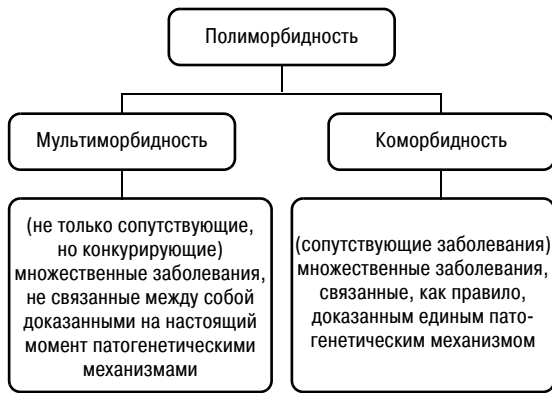 Полиморбидность
Мультиморбидность
Коморбидность
(не только сопутствующие,
но конкурирующие)
множественные заболевания,
не связанные между собой
доказанными на настоящий
момент патогенетическими
механизмами
(сопутствующие заболевания)
множественные заболевания,
связанные, как правило,
доказанным единым пато-
генетическим механизмом